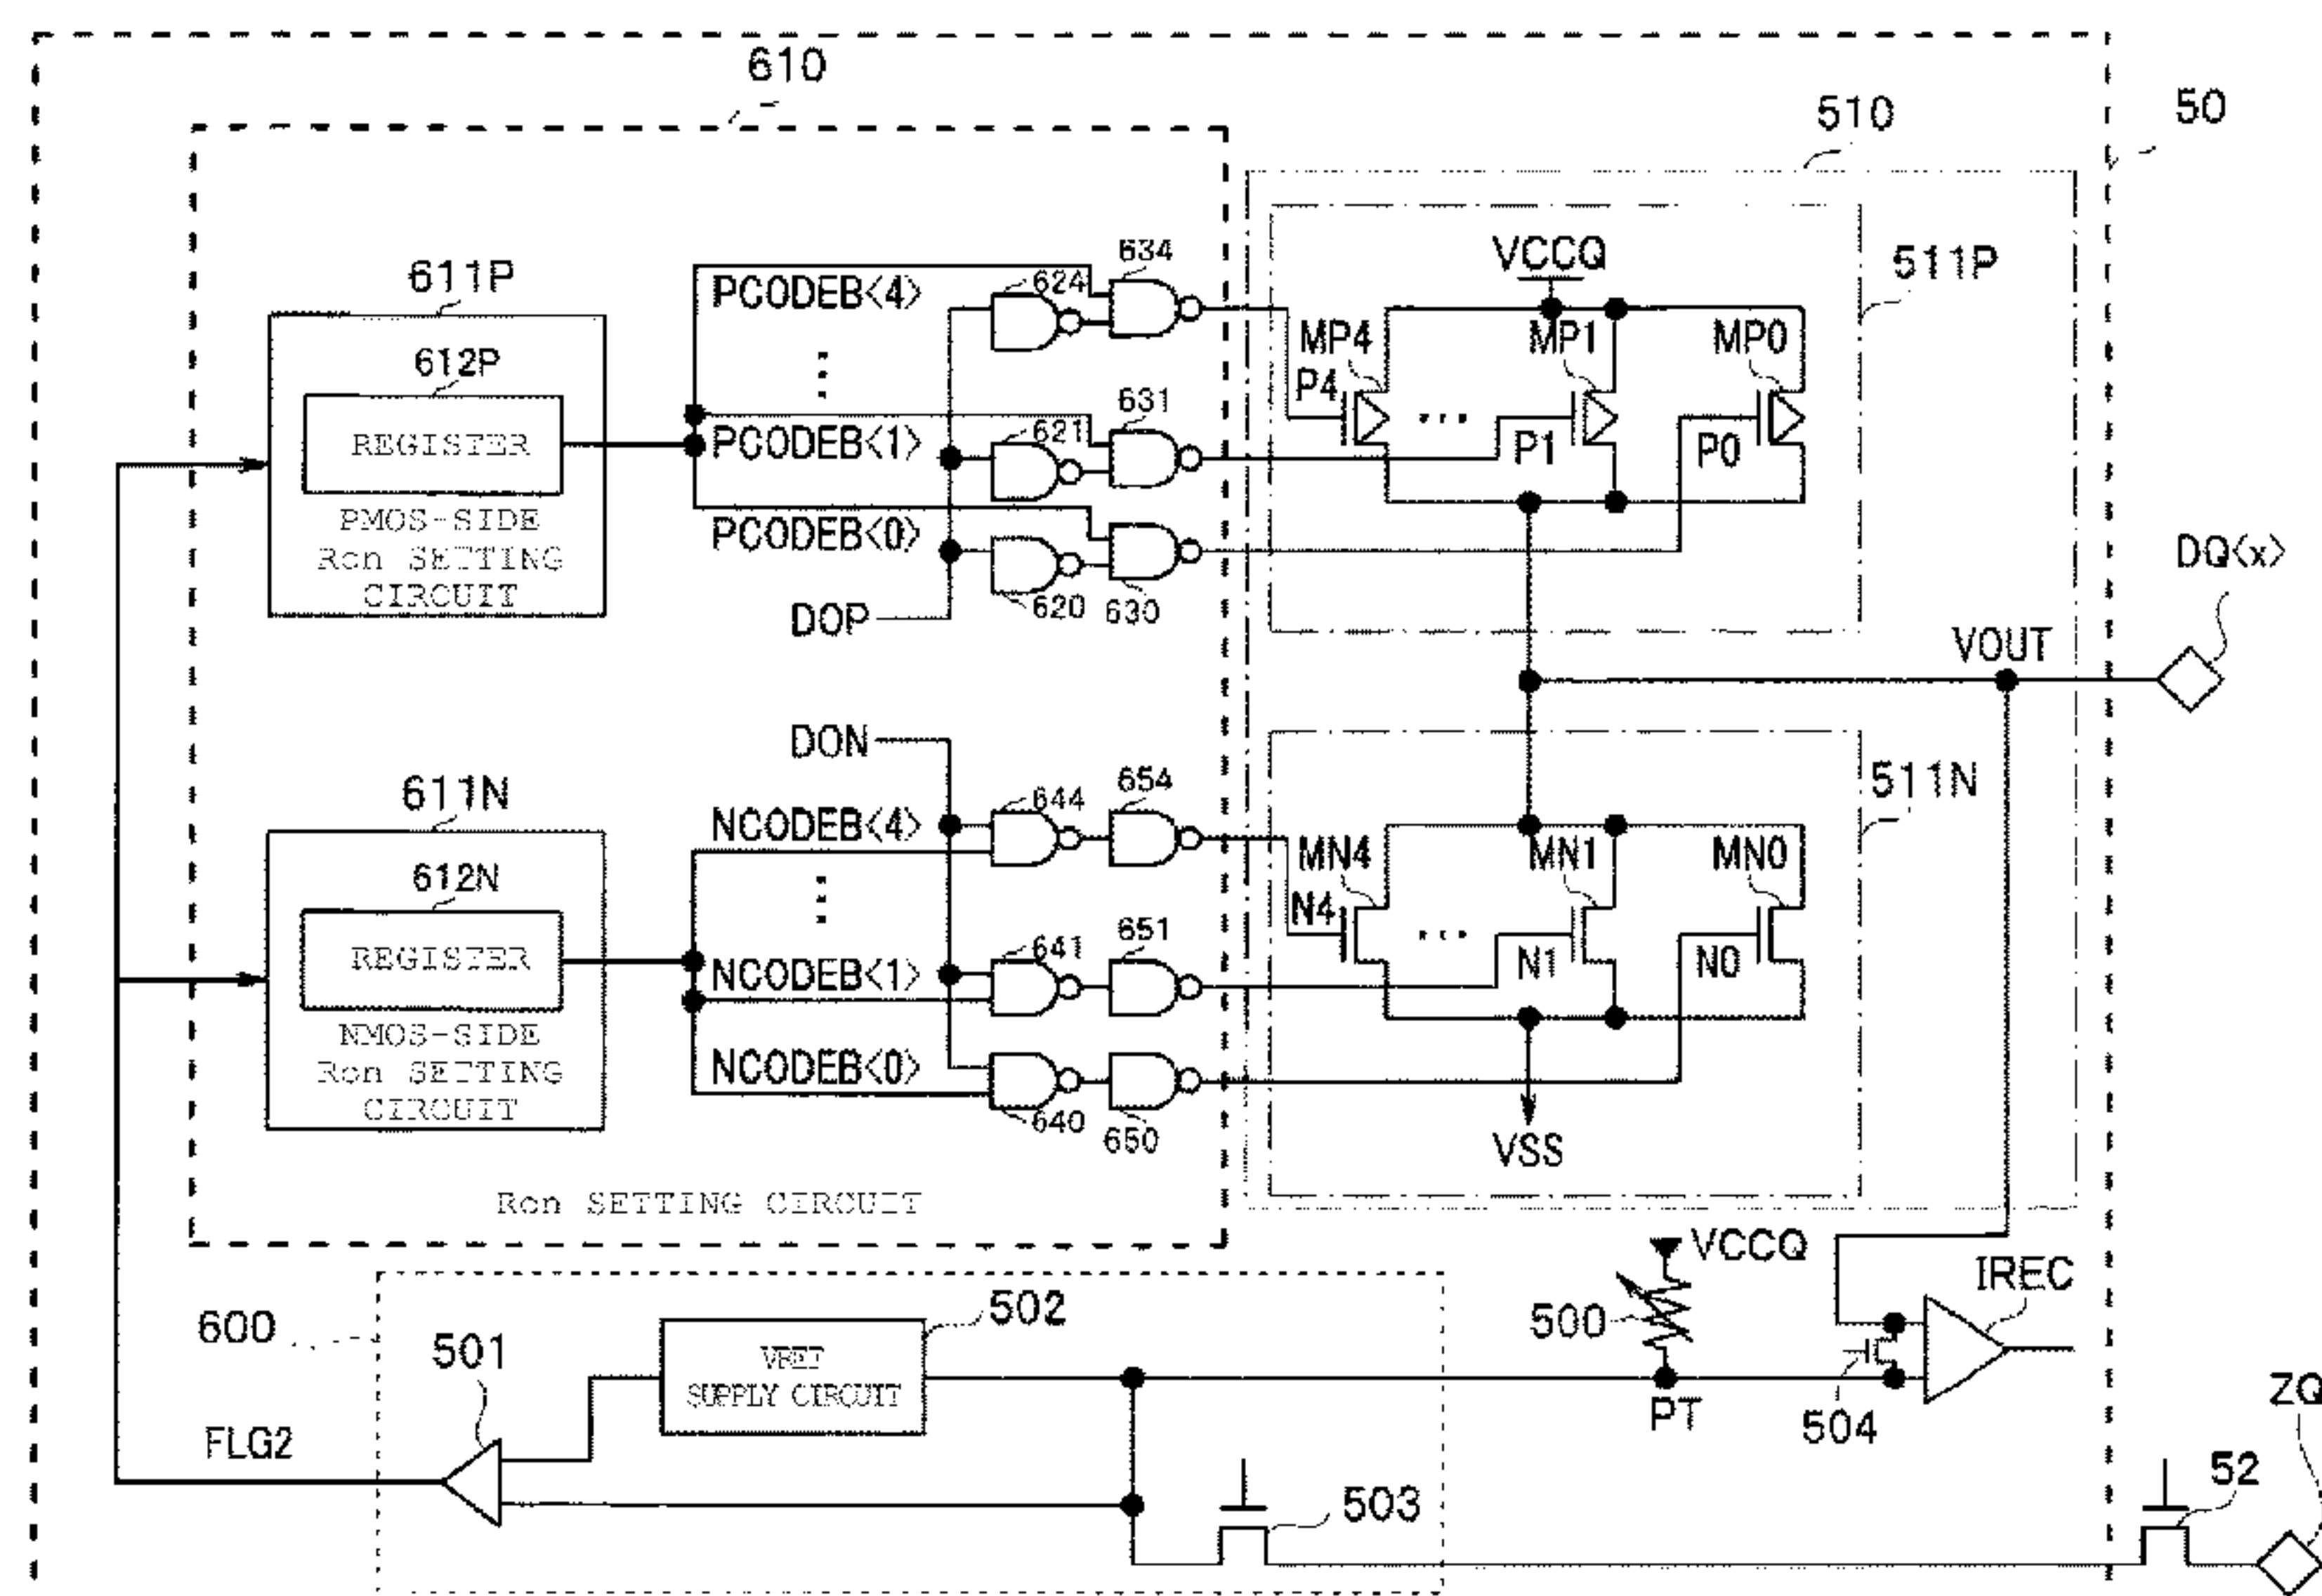 610
50
510
634
VCCQ
511P
611P
PCODEB<4>
624
612P
MP4
MP1
MP0
P4
REGISTER
631
621
PCODEB<1>
...
P1
P0
PMOS-SIDE
Ron SETTING
CIRCUIT
PCODEB<0>
DQ<x>
620
630
DOP
VOUT
DON
654
511N
611N
644
NCODEB<4>
MN4
MN1
MN0
612N
N4
651
641
REGISTER
...
NCODEB<1>
N1
N0
NMOS-SIDE
Ron SETTING
CIRCUIT
NCODEB<0>
640
650
VSS
Ron SETTING CIRCUIT
VCCQ
IREC
600
502
500
501
VREF
SUPPLY CIRCUIT
PT
504
ZQ
FLG2
503
52